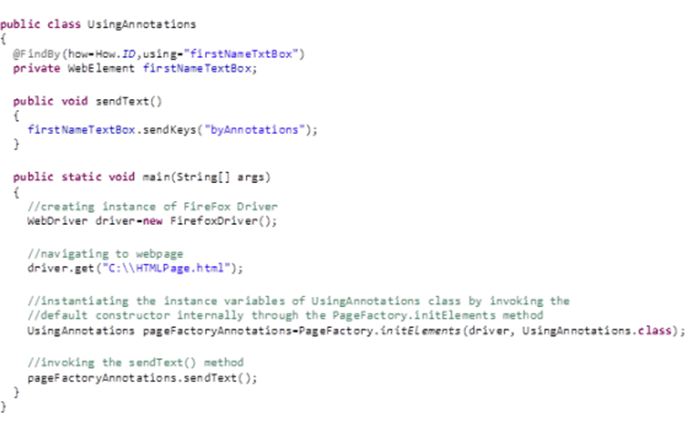 public class UsingAnnotations
{
@FindBy(how=How.ID,using="firstNameTxtBox")
private WebElement firstNameTextBox;
public void sendText()
{
firstNameTextBox.sendKeys("byAnnotations");
}
public static void main(String[] args)
{
//creating instance of FireFox Driver
WebDriver driver=new FirefoxDriver();
//navigating to webpage
driver.get("C:\\HTMLPage.html");
//instantiating the instance variables of UsingAnnotations class by invoking the
//default constructor internally through the PageFactory.initElements method
UsingAnnotations pageFactoryAnnotations=PageFactory.initElements(driver, UsingAnnotations.class);
//invoking the sendText() method
pageFactoryAnnotations.sendText();
}
}